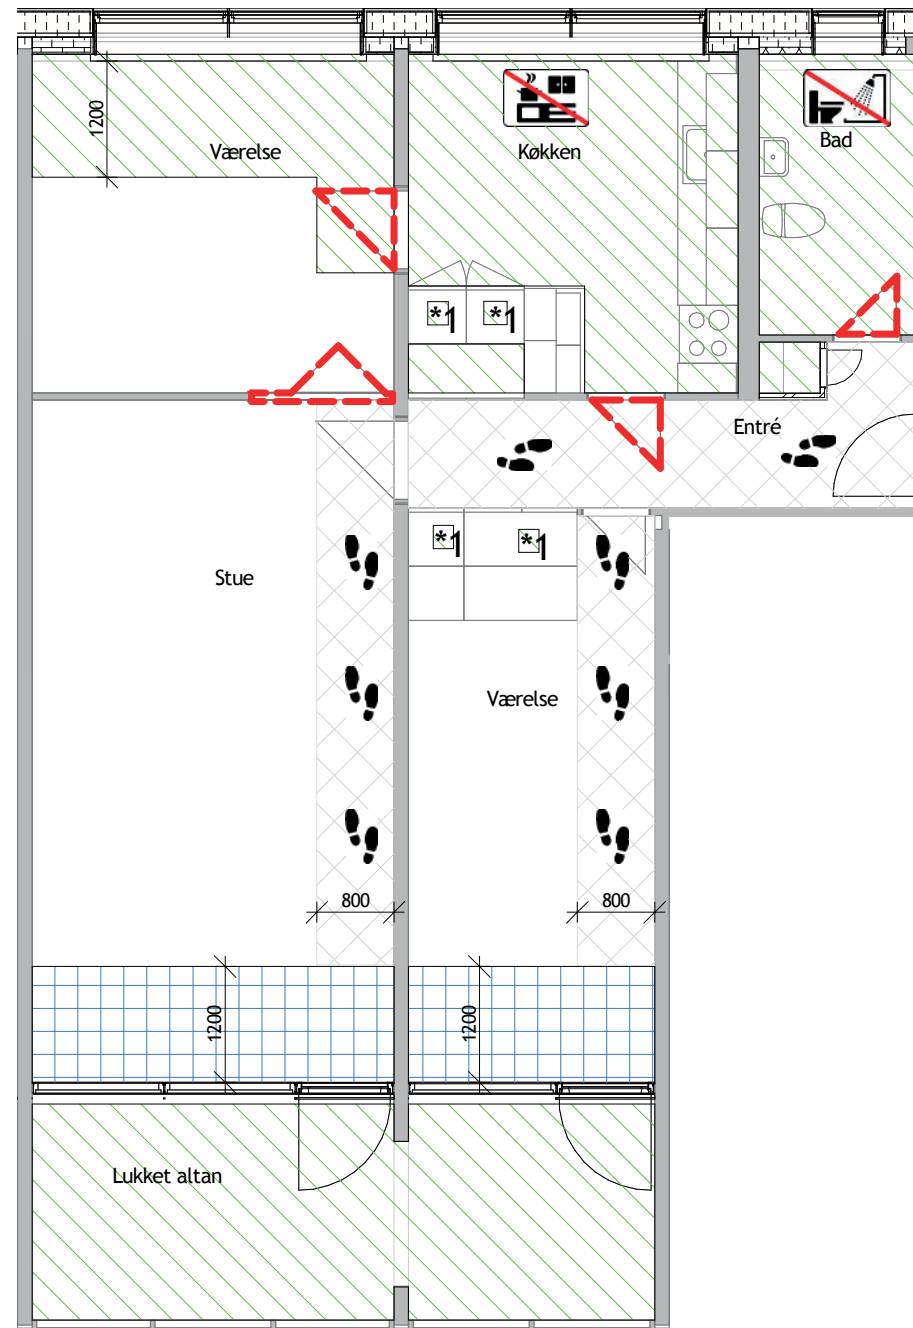 1200
Værelse
Køkken
Bad
*1
*1
Entré
*1
*1
Stue
Værelse
800
800
1200
1200
Lukket altan